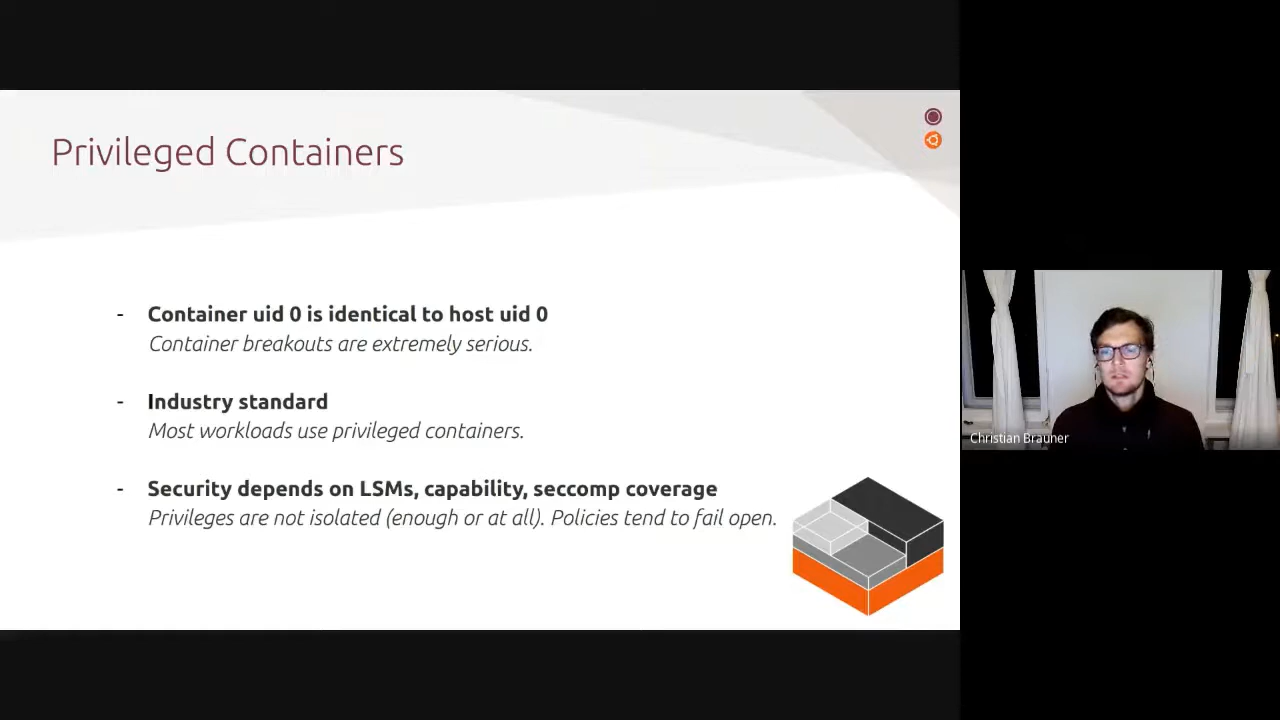 Privileged Containers
- Container uid 0 is identical to host uid 0
Container breakouts are extremely serious.
- Industry standard
Most workloads use privileged containers.
- Security depends on LSMs, capability, seccomp coverage
Privileges are not isolated (enough or at all). Policies tend to fail open.
Christian Brauner